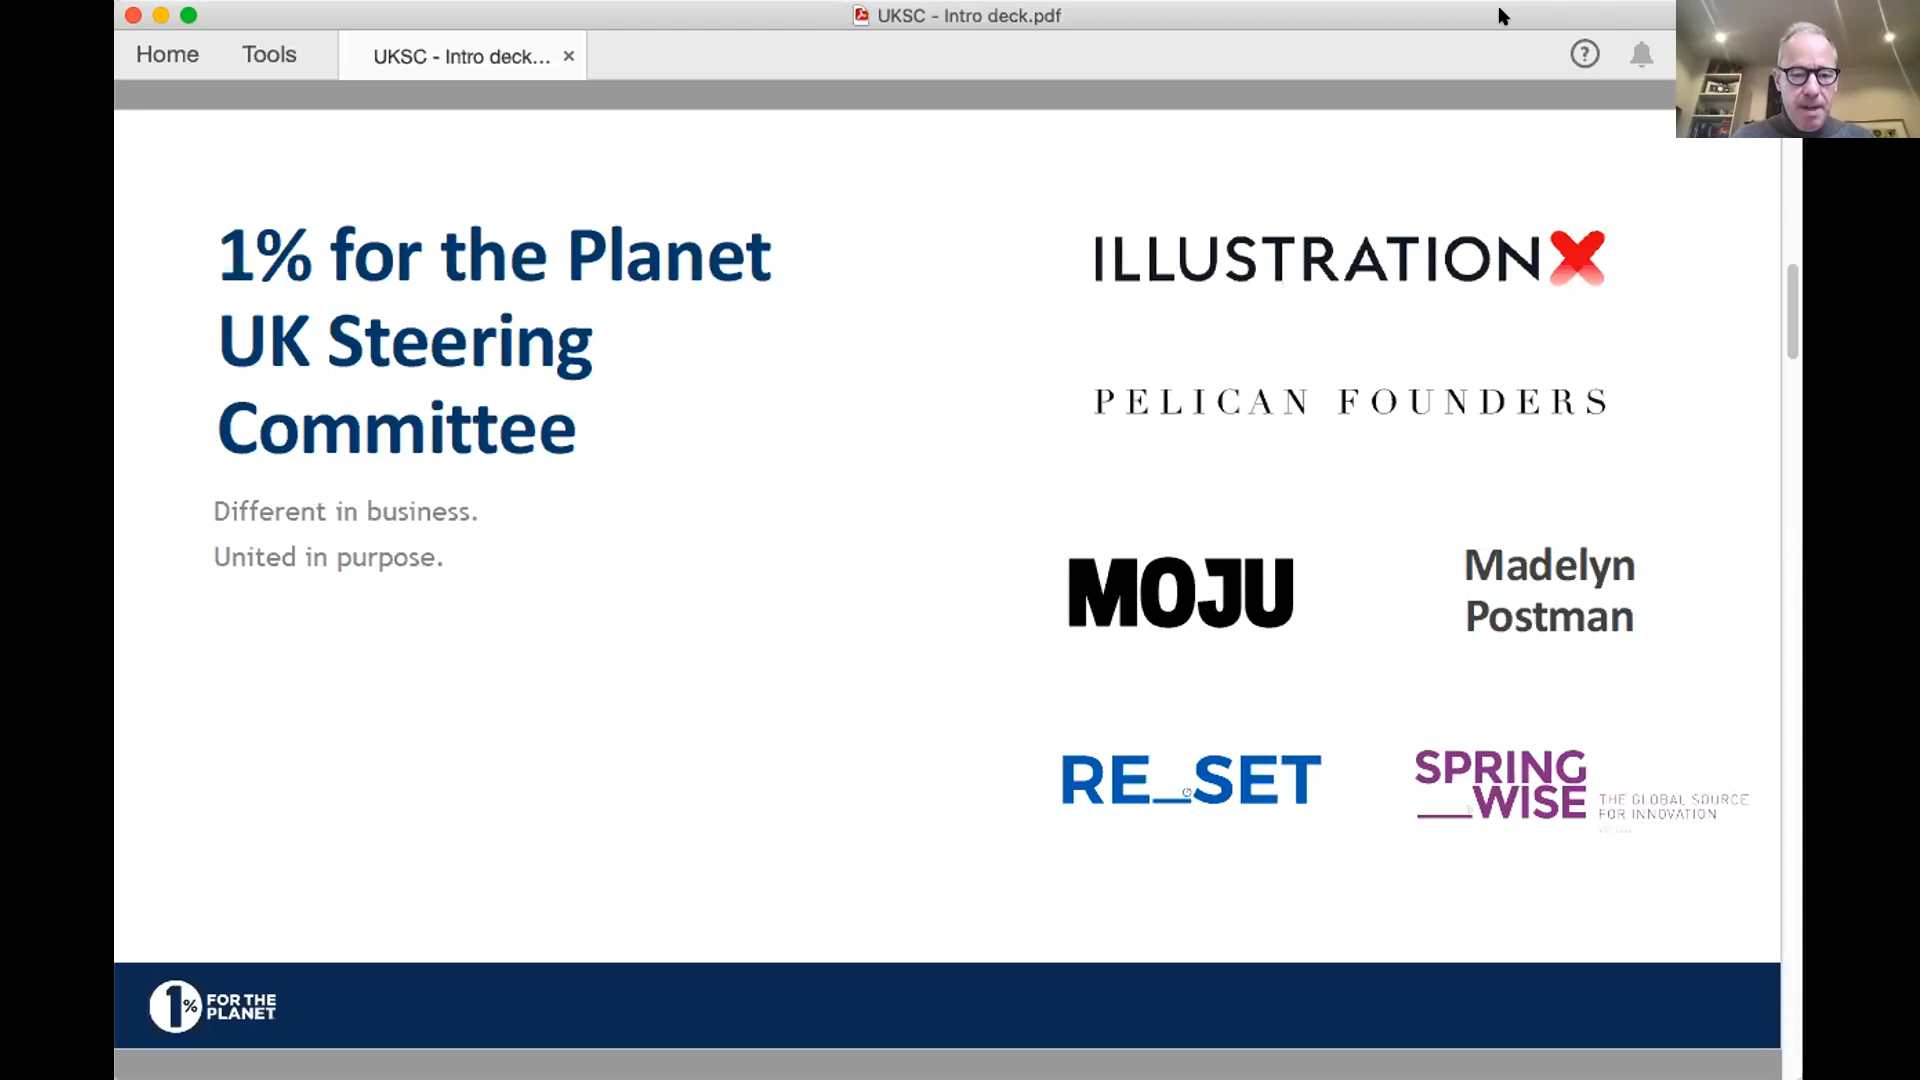 UKSC - Intro deck.pdf
Home
Tools
UKSC - Intro deck...
1% for the Planet
UK Steering
Committee
Different in business.
United in purpose.
ILLUSTRATIONX
PELICAN FOUNDERS
MOJU
Madelyn
Postman
RE_SET
SPRING
WISE
THE GLOBAL SOURCE
FOR INNOVATION
1%
FOR THE
PLANET